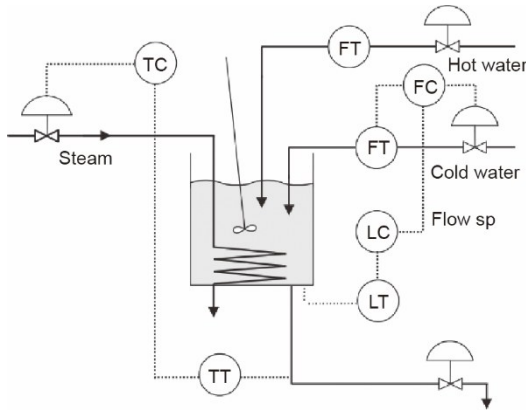 FT
Hot water
TC
FC
Steam
FT
Cold water
Flow sp
LC
LT
TT